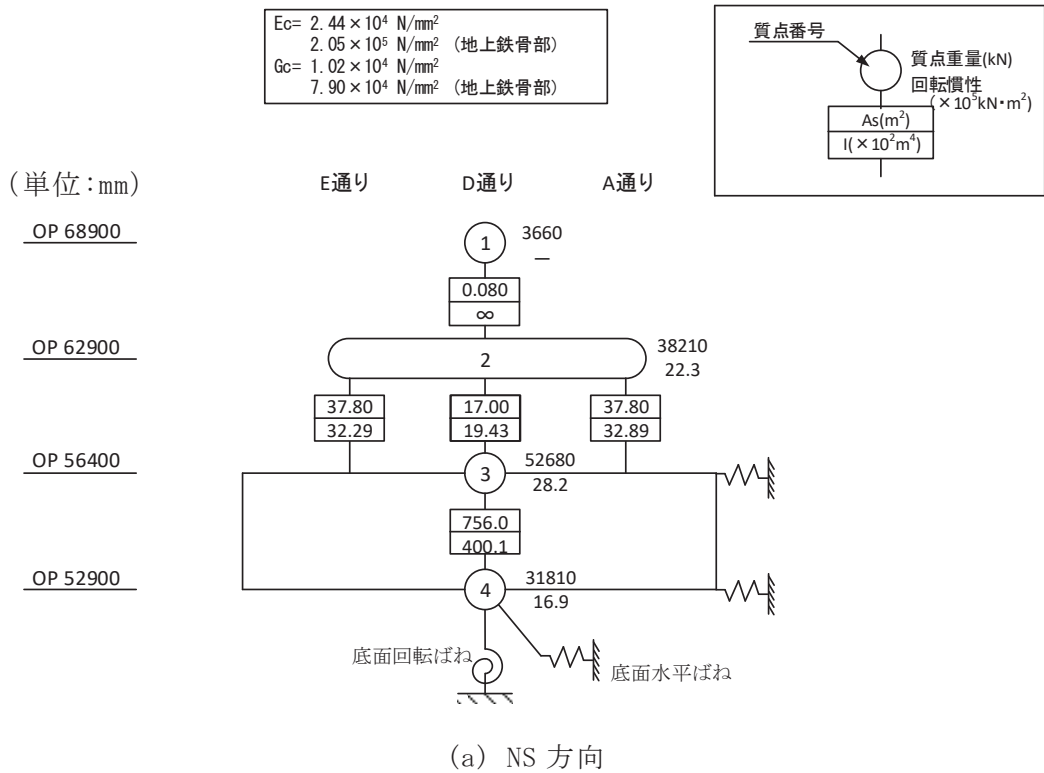 Ec= 2.44×10⁴ N/mm²
2.05×10⁵ N/mm² (地上鉄骨部)
Gc= 1.02×10⁴ N/mm²
7.90×10⁴ N/mm² (地上鉄骨部)
質点番号
質点重量(kN)
回転慣性
(×10⁵kN・m²)
As(m²)
I(×10²m⁴)
(単位:mm)
E通り D通り A通り
OP 68900
1
3660
—
0.080
∞
OP 62900
2
38210
22.3
37.80 17.00 37.80
32.29 19.43 32.89
OP 56400
3
52680
28.2
756.0
400.1
OP 52900
4
31810
16.9
底面回転ばね
底面水平ばね
(a) NS 方向